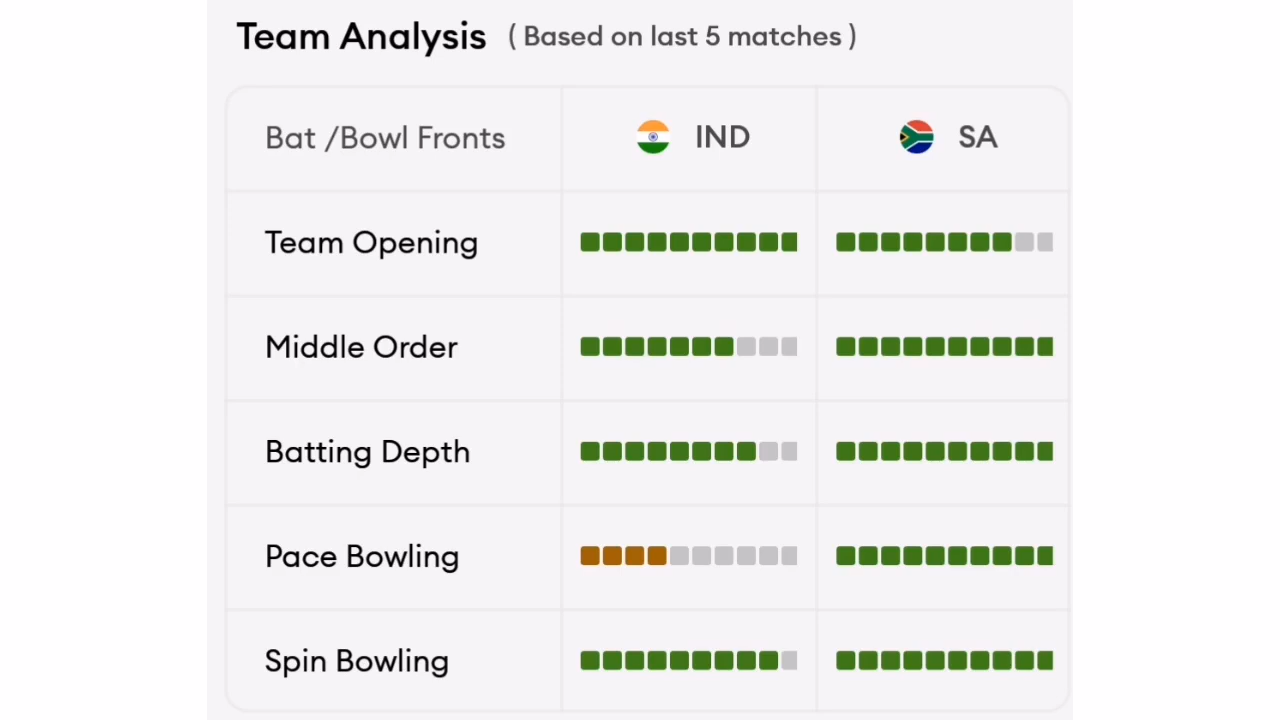 Team Analysis ( Based on last 5 matches )
Bat /Bowl Fronts IND SA
Team Opening
Middle Order
Batting Depth
Pace Bowling
Spin Bowling